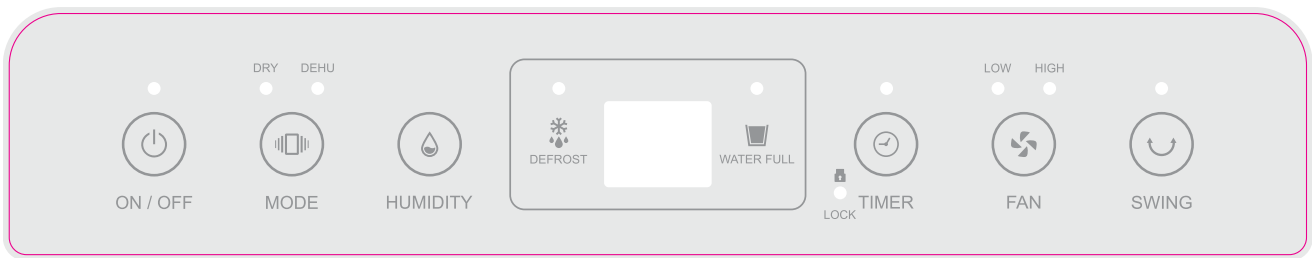 DRY DEHU
LOW HIGH
DEFROST
WATER FULL
ON / OFF
MODE
HUMIDITY
LOCK
TIMER
FAN
SWING